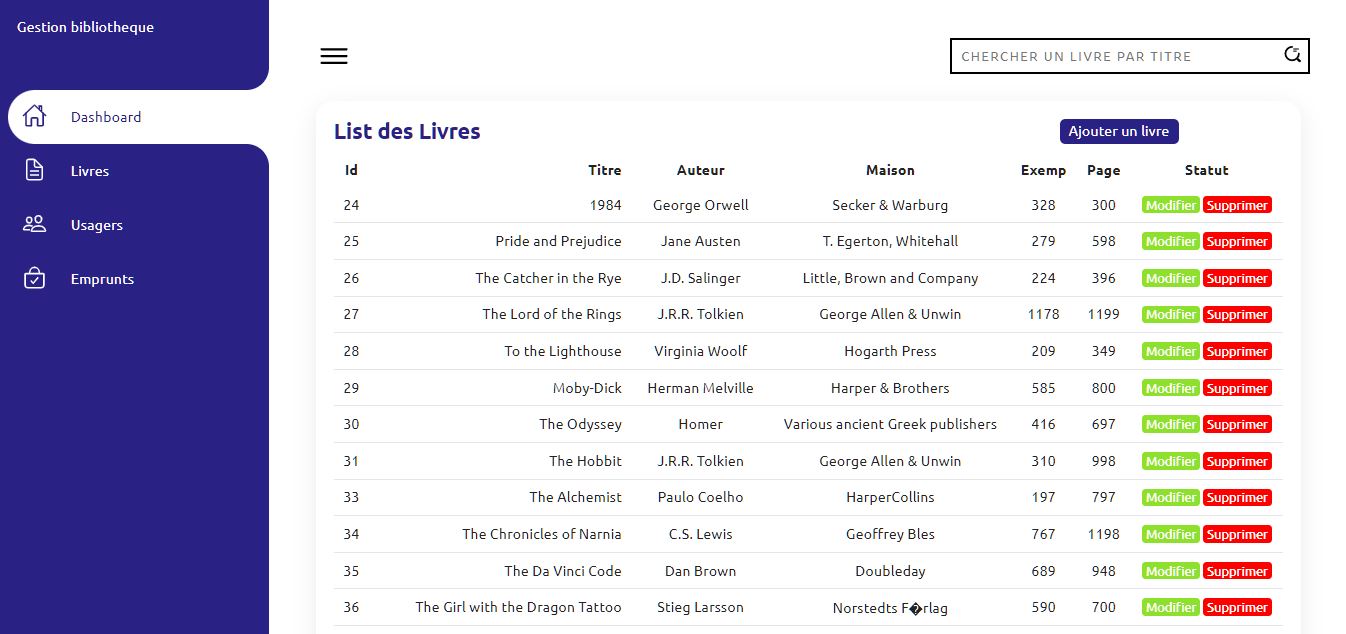 Gestion bibliotheque
Dashboard
Livres
Usagers
Emprunts
CHERCHER UN LIVRE PAR TITRE
List des Livres
Ajouter un livre
Id Titre Auteur Maison Exemp Page Statut
24 1984 George Orwell Secker & Warburg 328 300 Modifier Supprimer
25 Pride and Prejudice Jane Austen T. Egerton, Whitehall 279 598 Modifier Supprimer
26 The Catcher in the Rye J.D. Salinger Little, Brown and Company 224 396 Modifier Supprimer
27 The Lord of the Rings J.R.R. Tolkien George Allen & Unwin 1178 1199 Modifier Supprimer
28 To the Lighthouse Virginia Woolf Hogarth Press 209 349 Modifier Supprimer
29 Moby-Dick Herman Melville Harper & Brothers 585 800 Modifier Supprimer
30 The Odyssey Homer Various ancient Greek publishers 416 697 Modifier Supprimer
31 The Hobbit J.R.R. Tolkien George Allen & Unwin 310 998 Modifier Supprimer
33 The Alchemist Paulo Coelho HarperCollins 197 797 Modifier Supprimer
34 The Chronicles of Narnia C.S. Lewis Geoffrey Bles 767 1198 Modifier Supprimer
35 The Da Vinci Code Dan Brown Doubleday 689 948 Modifier Supprimer
36 The Girl with the Dragon Tattoo Stieg Larsson Norstedts F�rlag 590 700 Modifier Supprimer